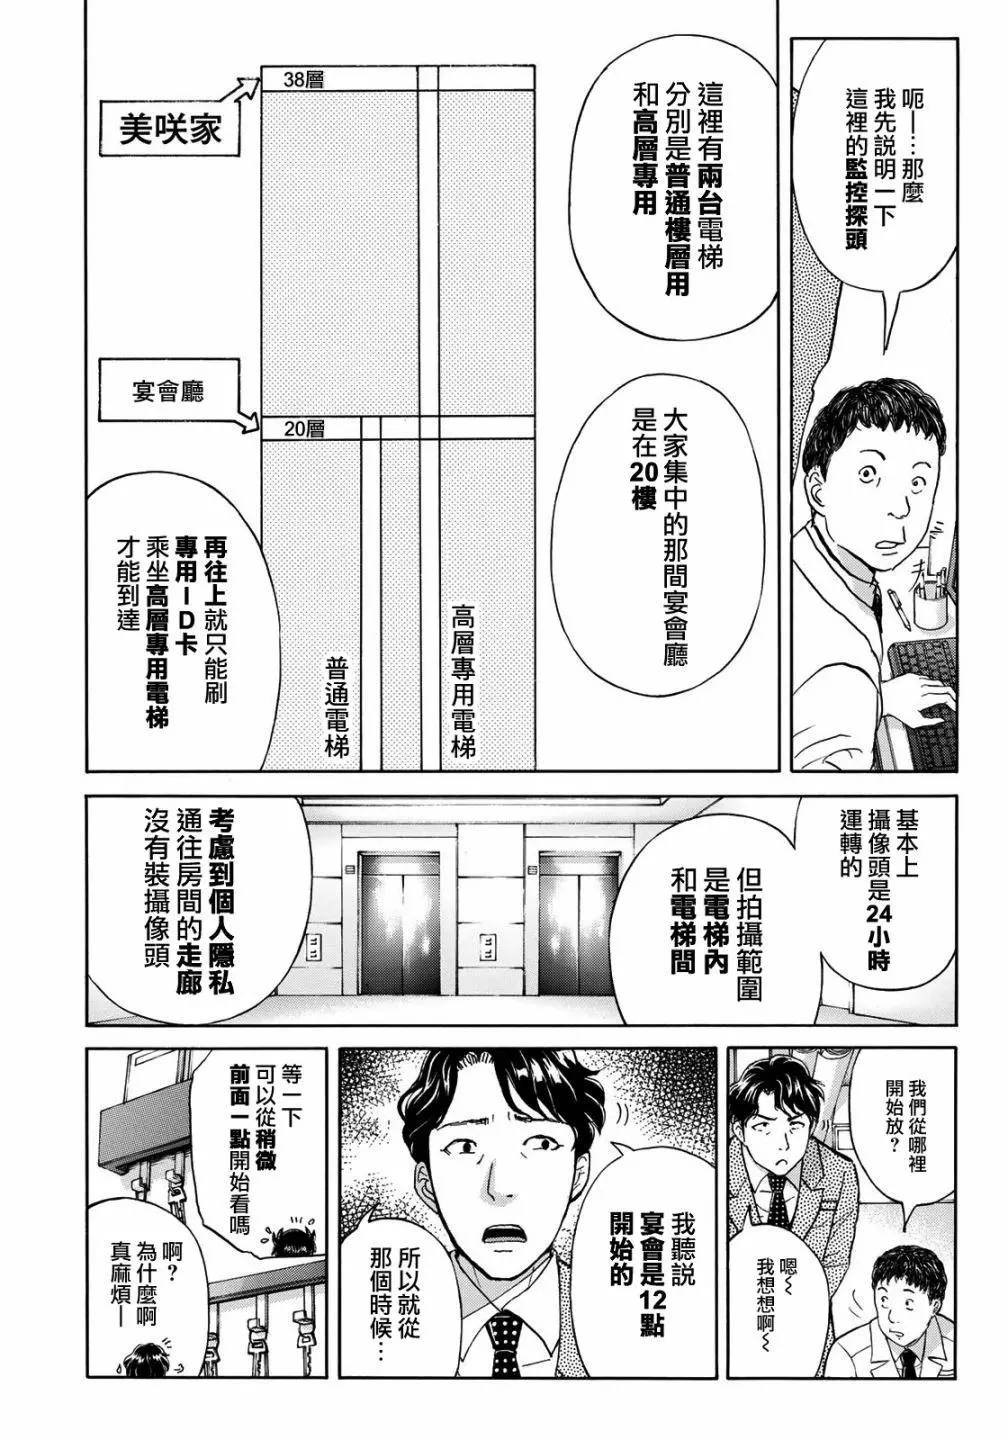 呃—…那麼
我先説明一下
這裡的監控探頭
這裡有兩台電梯
分別是普通樓層用
和高層專用
大家集中的那間宴會廳
是在20樓
38層
美咲家
宴會廳
20層
高層專用電梯
普通電梯
再往上就只能刷
專用ID卡
乘坐高層專用電梯
才能到達
基本上
攝像頭是24小時
運轉的
但拍攝範圍
是電梯內
和電梯間
考慮到個人隱私
通往房間的走廊
沒有裝攝像頭
我們從哪裡
開始放?
嗯~
我想想啊~
我聽説
宴會是12點
開始的
所以就從
那個時候…
等一下
可以從稍微
前面一點開始看嗎
啊?
為什麼啊
真麻煩—